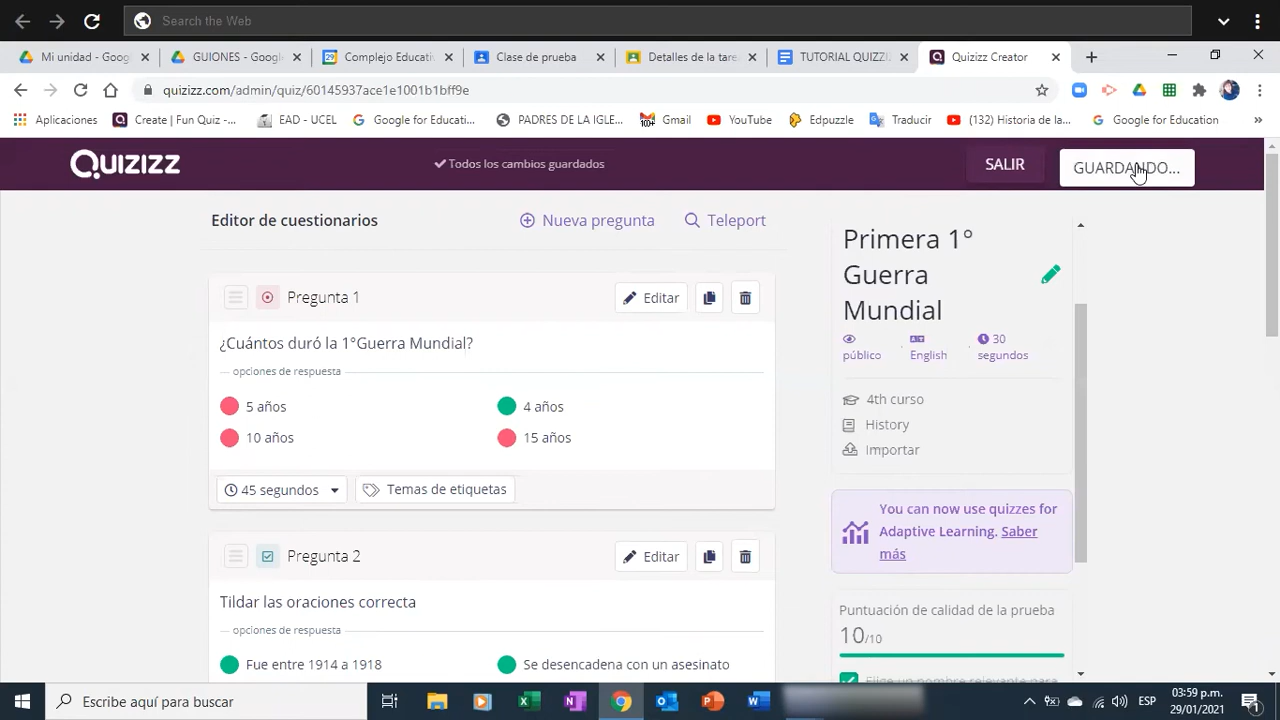 Search the Web
Mi unidad - Goog
GUIONES - Google
Complejo Educati
Clase de prueba
Detalles de la tare
TUTORIAL QUZZIZ
Quizizz Creator
quizizz.com/admin/quiz/60145937ace1e1001b1bff9e
Aplicaciones
Create | Fun Quiz -...
EAD - UCEL
Google for Educati...
PADRES DE LA IGLE...
Gmail
YouTube
Edpuzzle
Traducir
(132) Historia de la...
Google for Education
Quizizz
Todos los cambios guardados
SALIR
GUARDANDO...
Editor de cuestionarios
Nueva pregunta
Teleport
Pregunta 1
Editar
¿Cuántos duró la 1°Guerra Mundial?
opciones de respuesta
5 años
4 años
10 años
15 años
45 segundos
Temas de etiquetas
Pregunta 2
Editar
Tildar las oraciones correcta
opciones de respuesta
Fue entre 1914 a 1918
Se desencadena con un asesinato
Primera 1°
Guerra
Mundial
público
English
30
segundos
4th curso
History
Importar
You can now use quizzes for
Adaptive Learning. Saber
más
Puntuación de calidad de la prueba
10/10
Elige un nombre relevante para
Escribe aquí para buscar
ESP
03:59 p.m.
29/01/2021